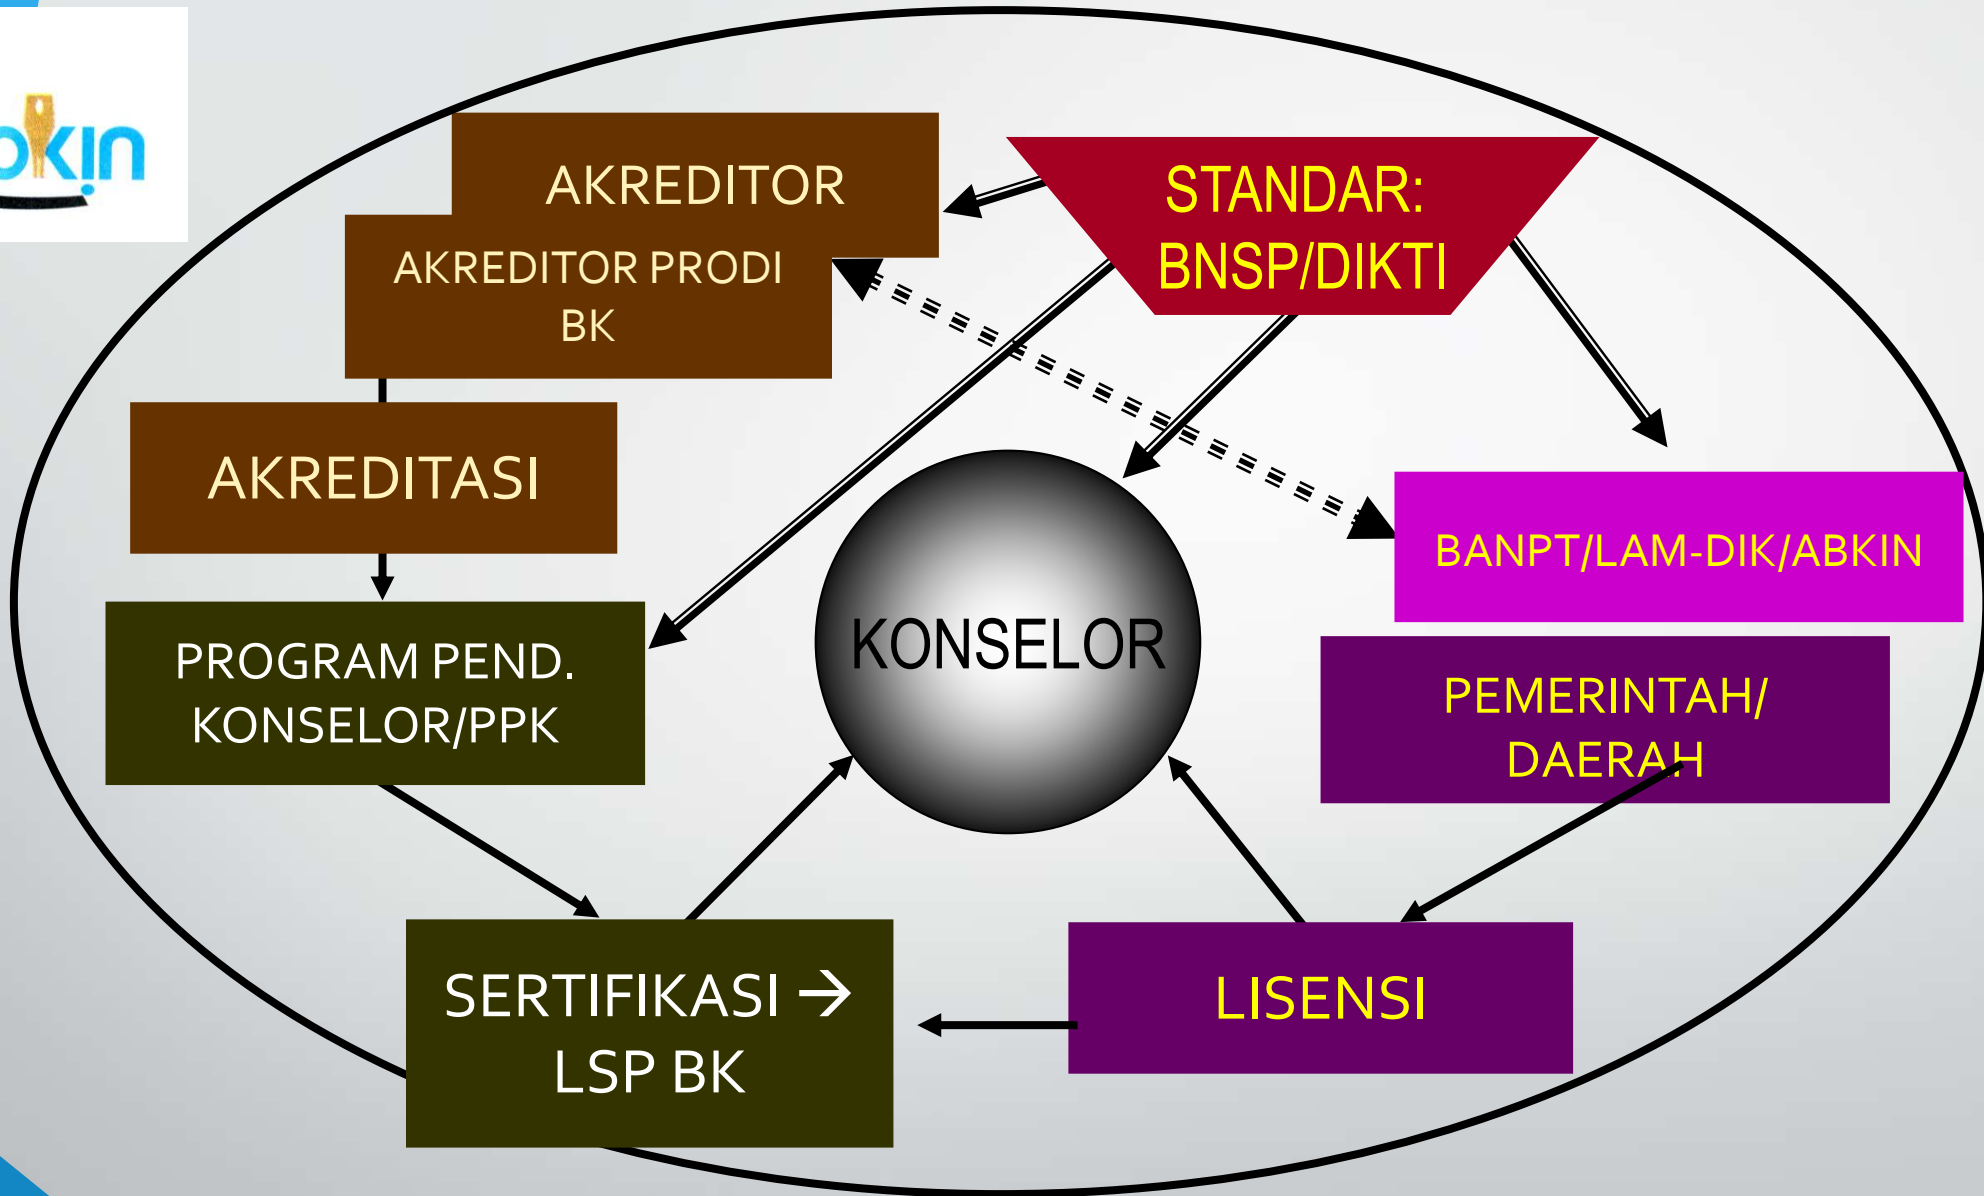 AKREDITOR
AKREDITOR PRODI
BK
STANDAR:
BNSP/DIKTI
AKREDITASI
BANPT/LAM-DIK/ABKIN
PROGRAM PEND.
KONSELOR/PPK
KONSELOR
PEMERINTAH/
DAERAH
SERTIFIKASI →
LSP BK
LISENSI